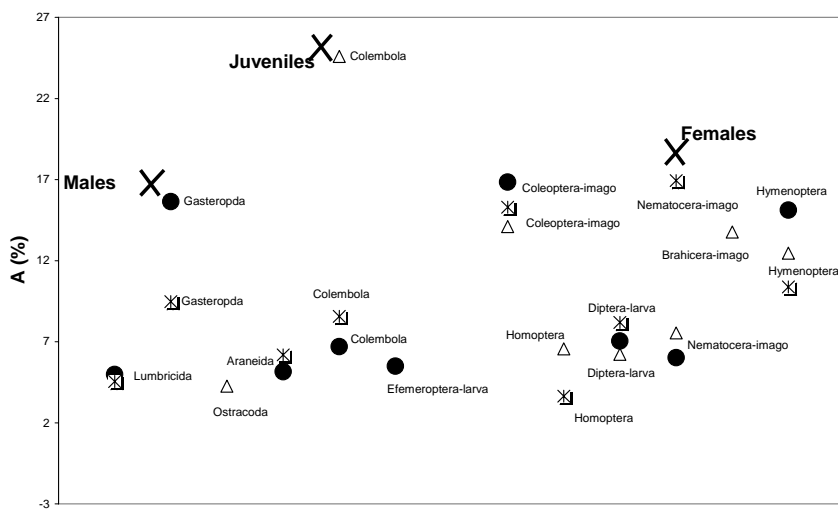 27
22
17
12
7
2
-3
A (%)
Juveniles
Colembola
Females
Males
Gasteropda
Coleoptera-imago
Nematocera-imago
Hymenoptera
Coleoptera-imago
Brahicera-imago
Hymenoptera
Gasteropda
Colembola
Diptera-larva
Homoptera
Colembola
Nematocera-imago
Araneida
Lumbricida
Diptera-larva
Efemeroptera-larva
Ostracoda
Homoptera